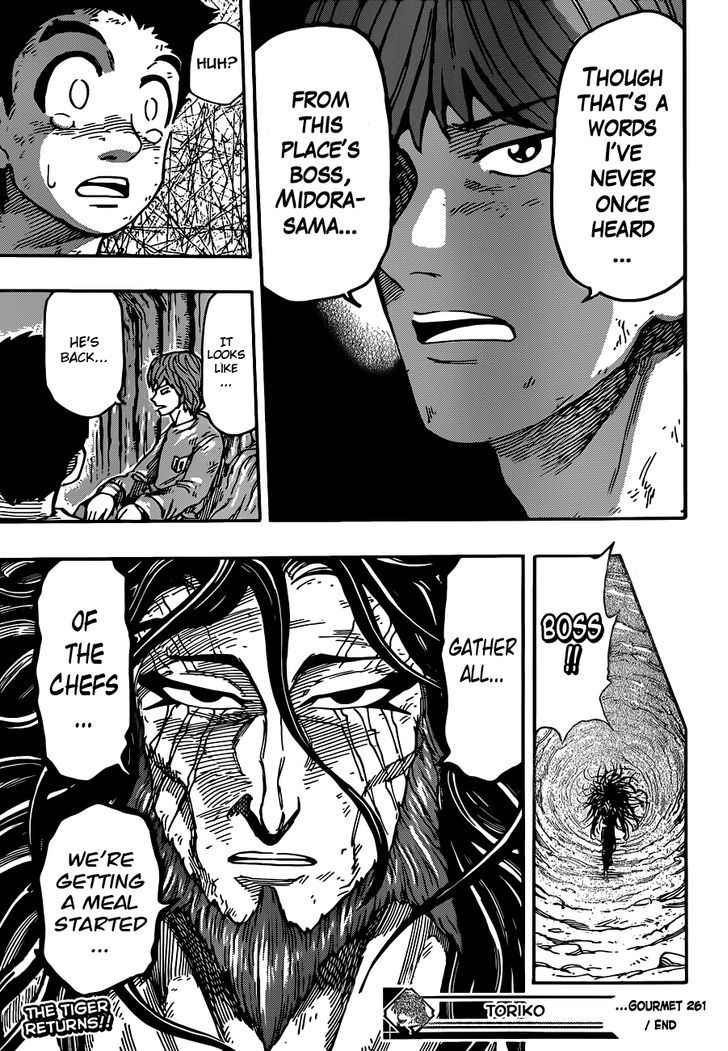 THOUGH
THAT'S A
WORDS
I'VE
NEVER
ONCE
HEARD
...
FROM
THIS
PLACE'S
BOSS,
MIDORA-
SAMA...
HUH?
IT
LOOKS
LIKE
...
HE'S
BACK...
BOSS
!!
GATHER
ALL...
OF
THE
CHEFS
...
WE'RE
GETTING
A MEAL
STARTED
...
THE TIGER
RETURNS!!
TORIKO
...GOURMET 261
/ END